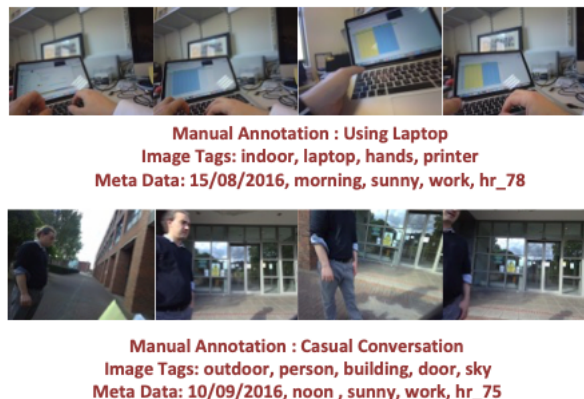 Manual Annotation : Using Laptop
Image Tags: indoor, laptop, hands, printer
Meta Data: 15/08/2016, morning, sunny, work, hr_78
Manual Annotation : Casual Conversation
Image Tags: outdoor, person, building, door, sky
Meta Data: 10/09/2016, noon , sunny, work, hr_75